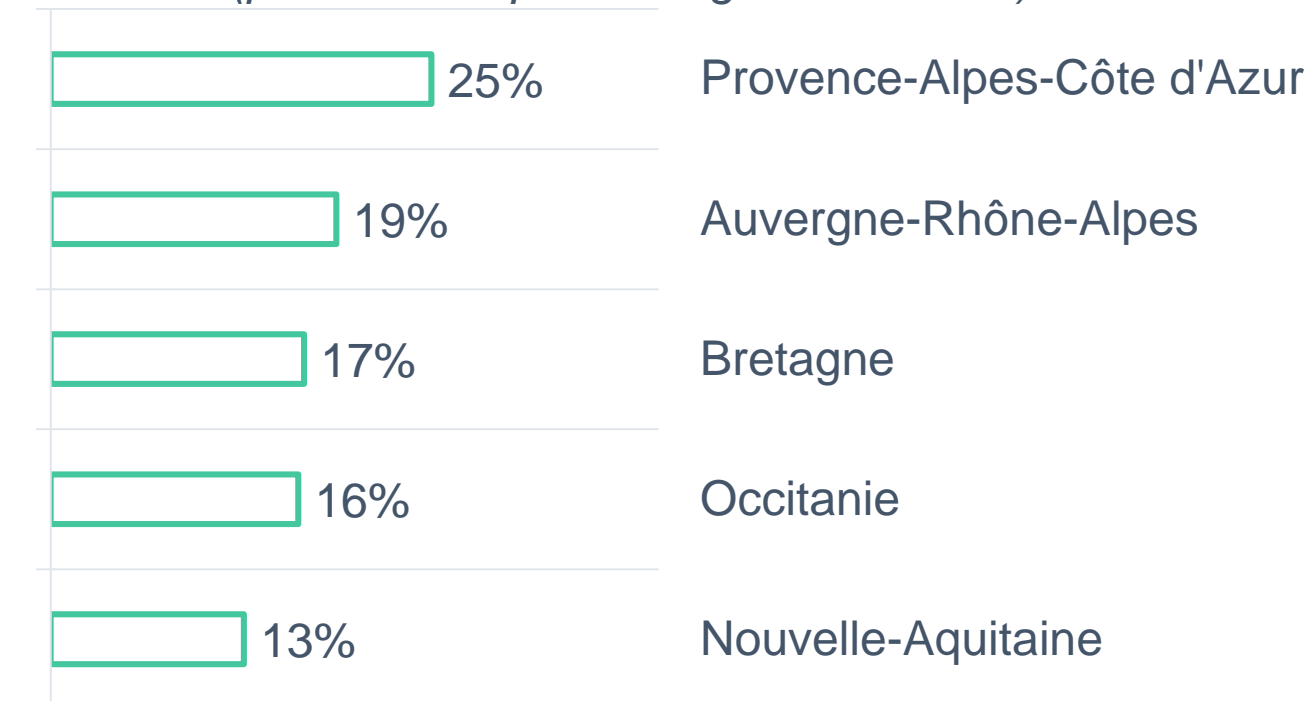 25% Provence-Alpes-Côte d'Azur
19% Auvergne-Rhône-Alpes
17% Bretagne
16% Occitanie
13% Nouvelle-Aquitaine